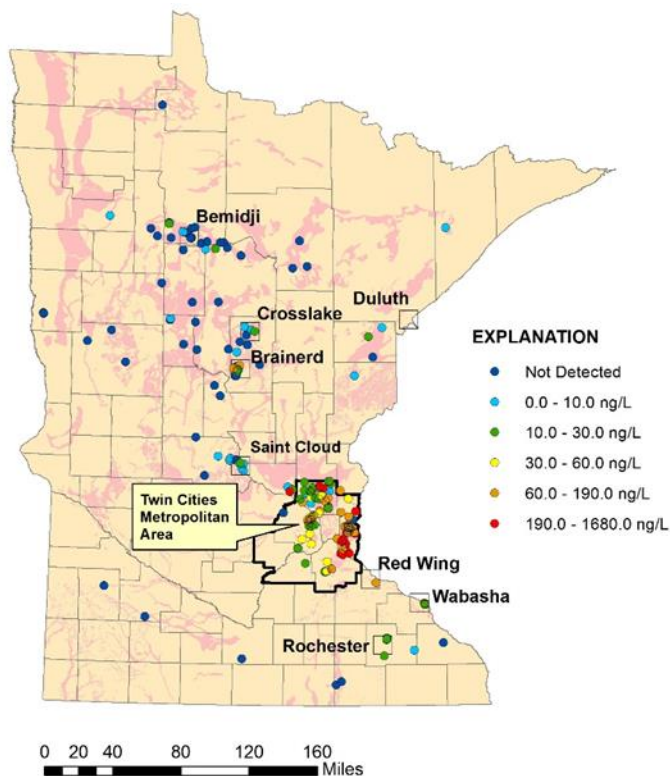 Bemidji
Duluth
Crosslake
Brainerd
EXPLANATION
Not Detected
0.0 - 10.0 ng/L
10.0 - 30.0 ng/L
30.0 - 60.0 ng/L
60.0 - 190.0 ng/L
190.0 - 1680.0 ng/L
Saint Cloud
Twin Cities
Metropolitan
Area
Red Wing
Wabasha
Rochester
0 20 40 80 120 160
Miles